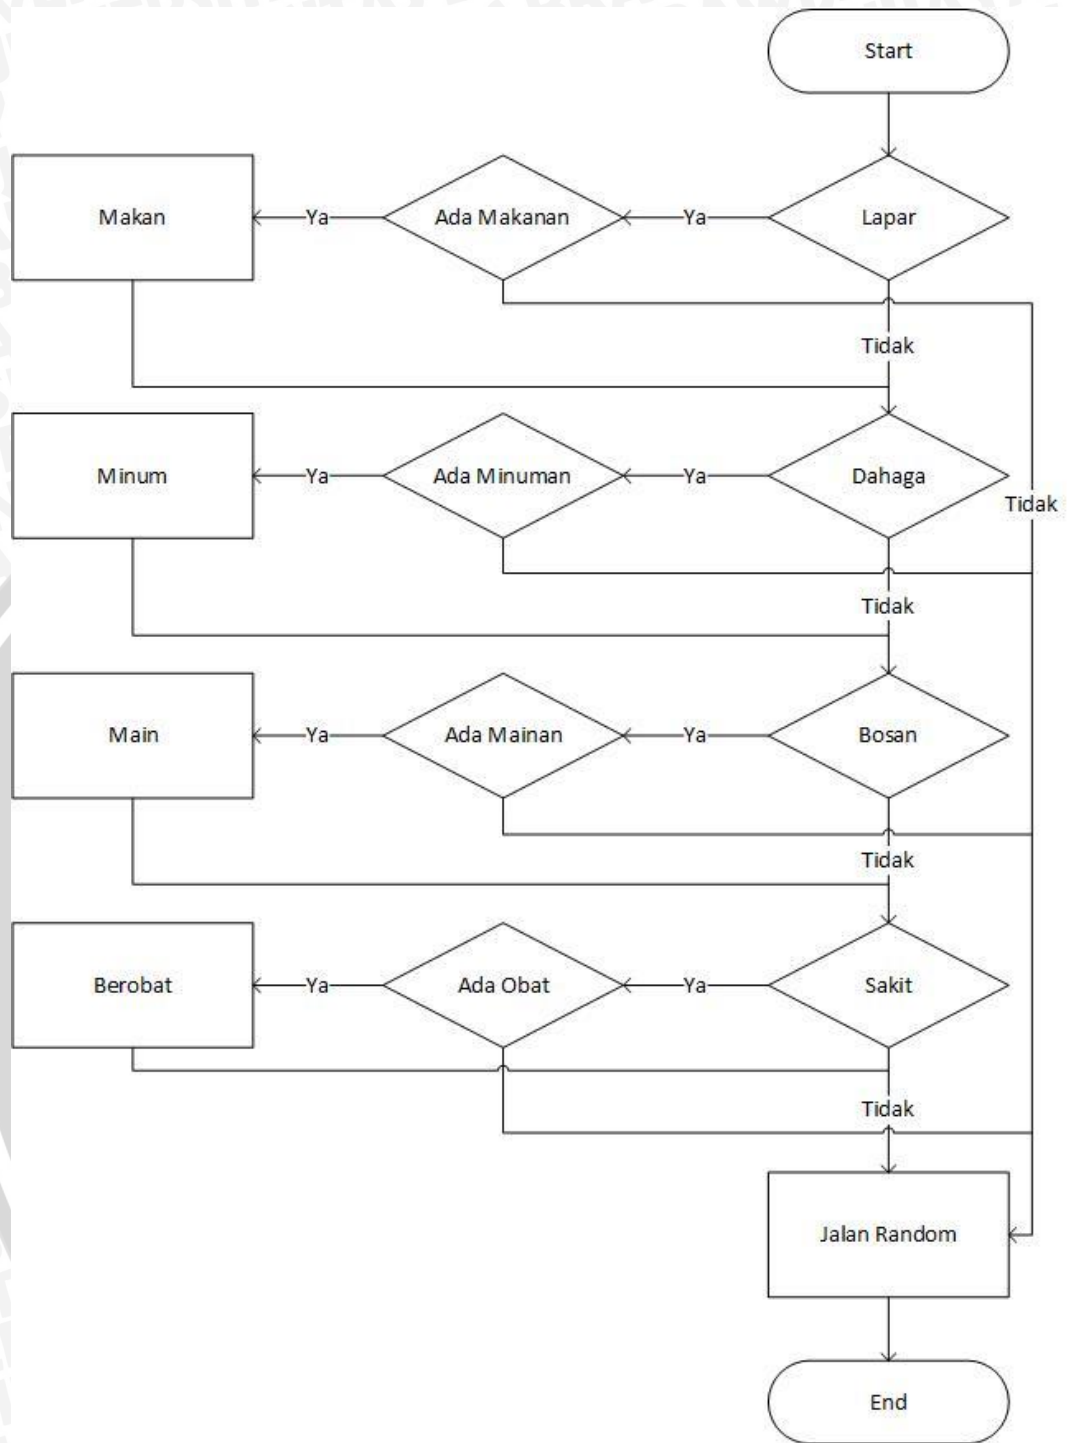 Start
Makan
Ya
Ada Makanan
Ya
Lapar
Tidak
Minum
Ya
Ada Minuman
Ya
Dahaga
Tidak
Tidak
Main
Ya
Ada Mainan
Ya
Bosan
Tidak
Berobat
Ya
Ada Obat
Ya
Sakit
Tidak
Jalan Random
End